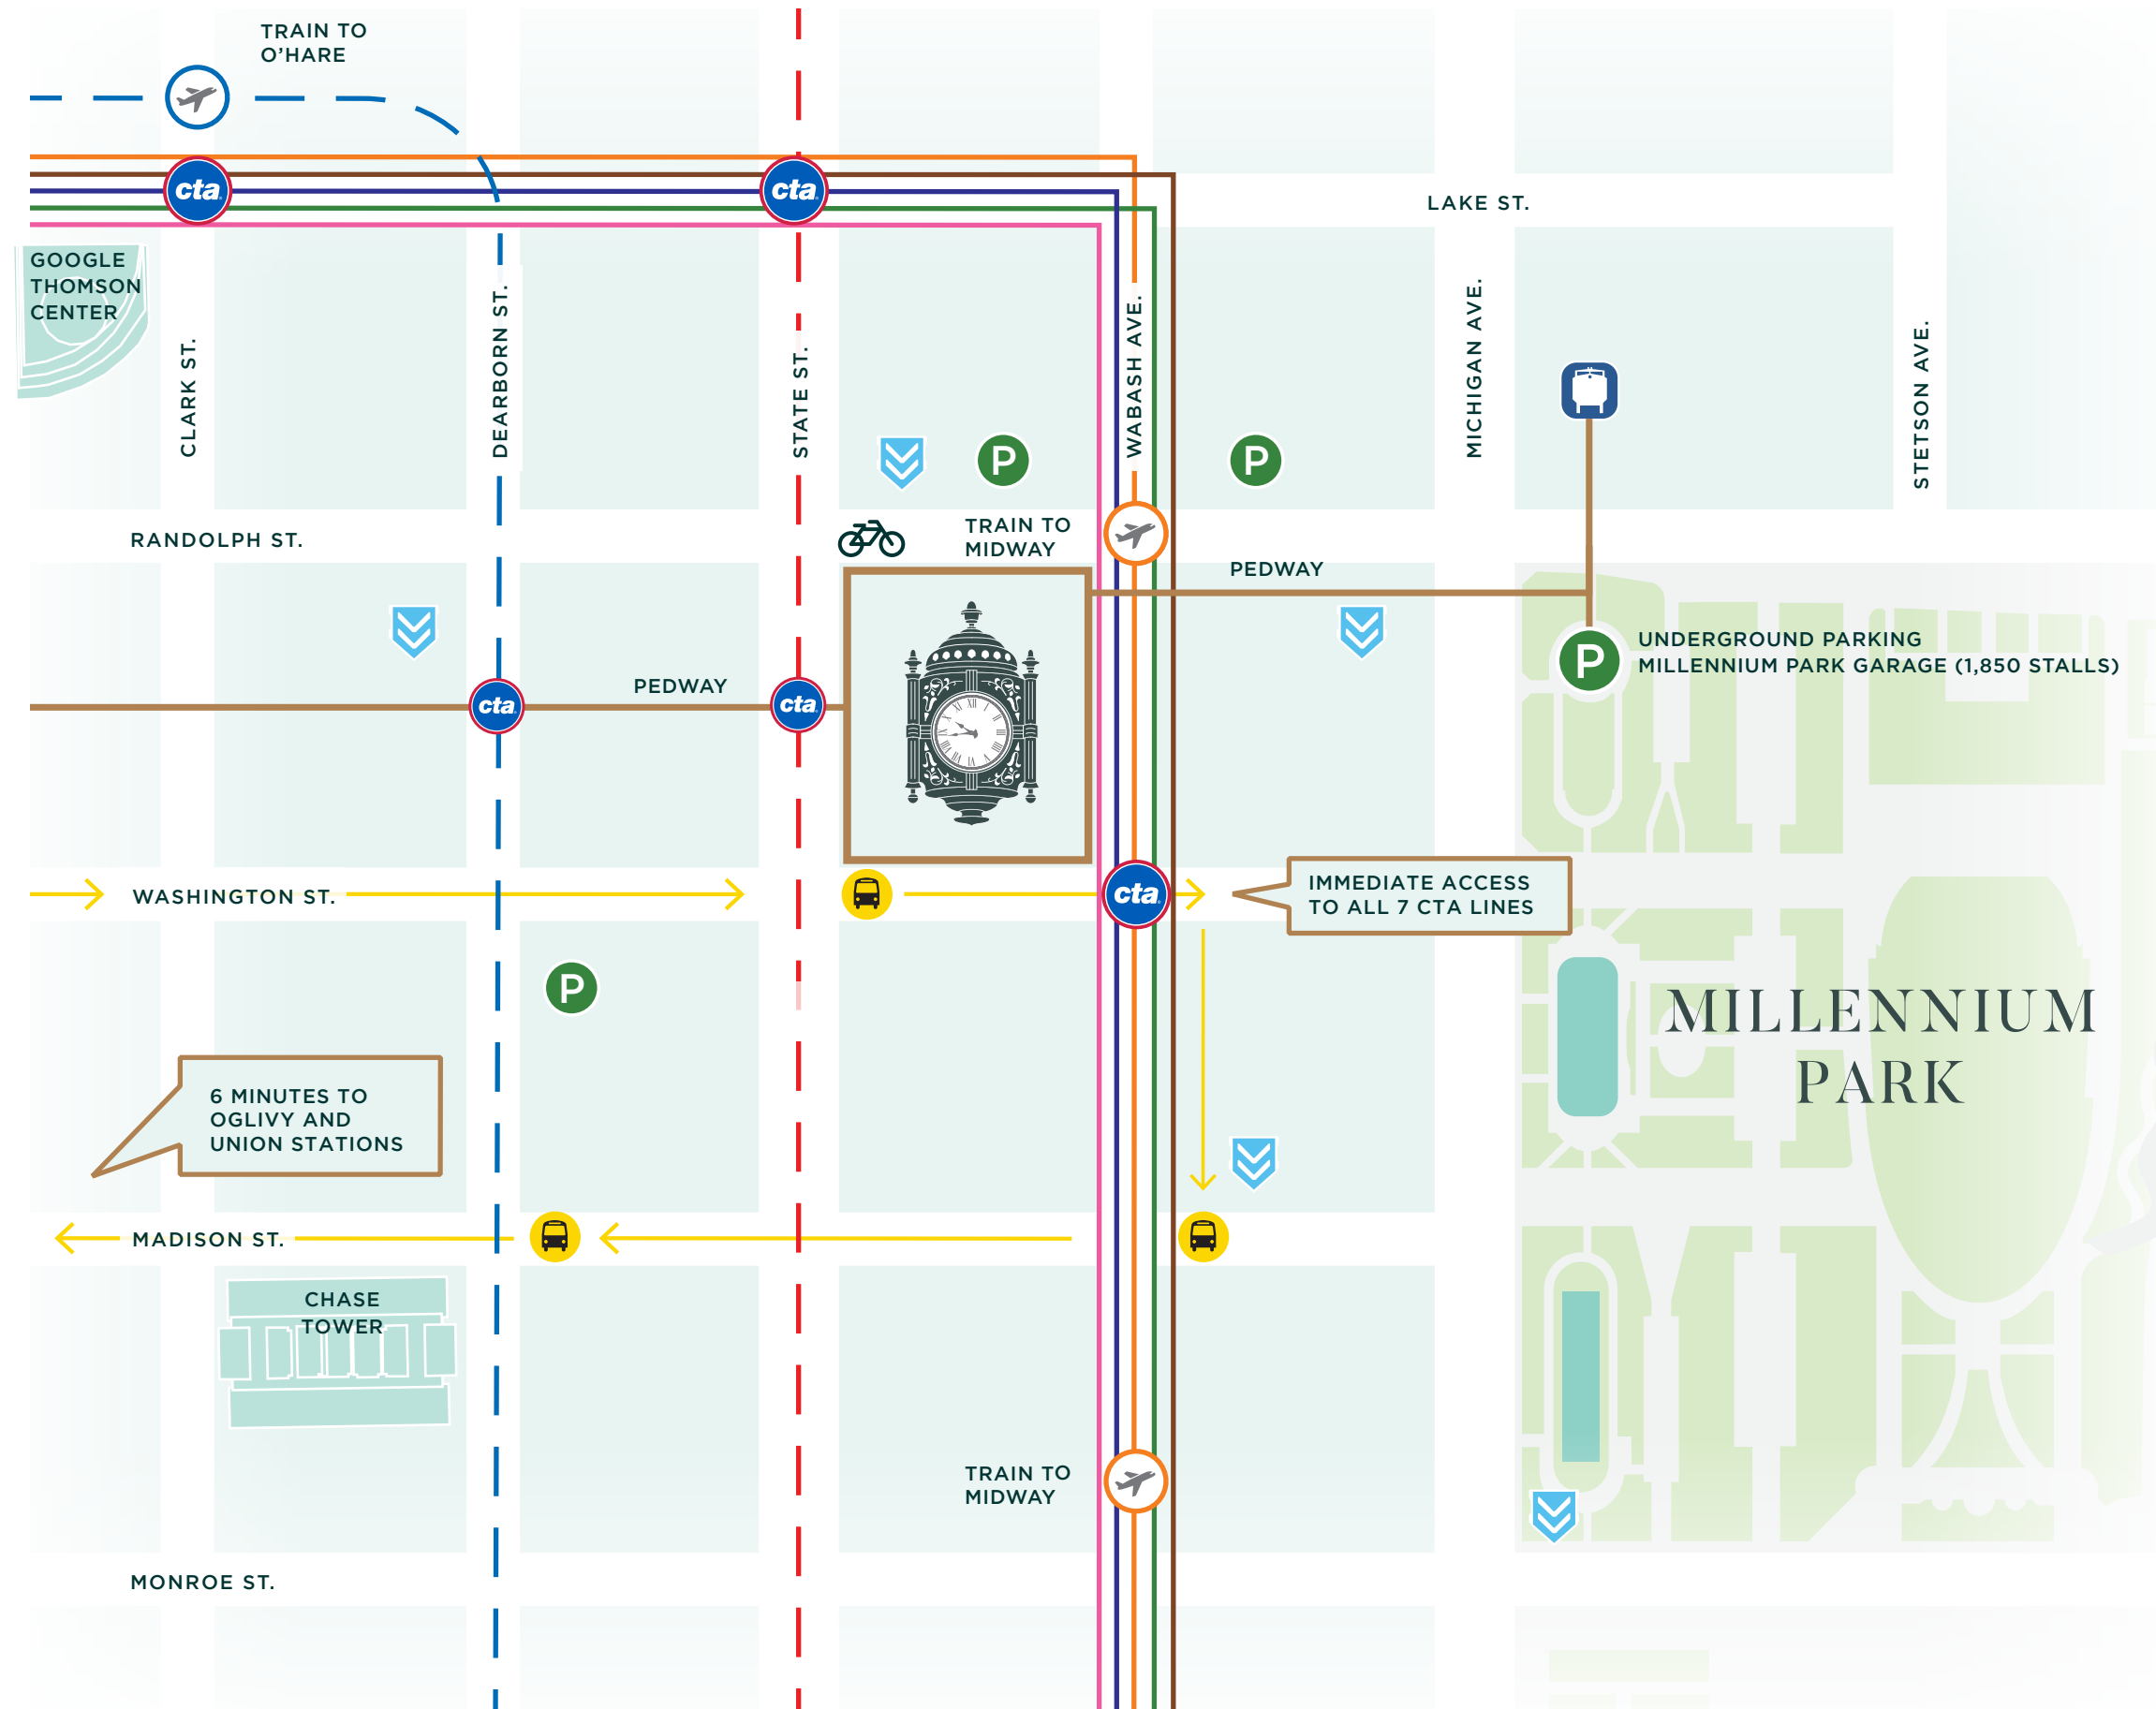 TRAIN TO
O'HARE
cta
cta
LAKE ST.
GOOGLE
THOMSON
CENTER
CLARK ST.
DEARBORN ST.
STATE ST.
WABASH AVE.
MICHIGAN AVE.
STETSON AVE.
P
P
RANDOLPH ST.
TRAIN TO
MIDWAY
PEDWAY
P
UNDERGROUND PARKING
MILLENNIUM PARK GARAGE (1,850 STALLS)
PEDWAY
cta
cta
WASHINGTON ST.
cta
IMMEDIATE ACCESS
TO ALL 7 CTA LINES
P
MILLENNIUM
PARK
6 MINUTES TO
OGLIVY AND
UNION STATIONS
MADISON ST.
CHASE
TOWER
TRAIN TO
MIDWAY
MONROE ST.